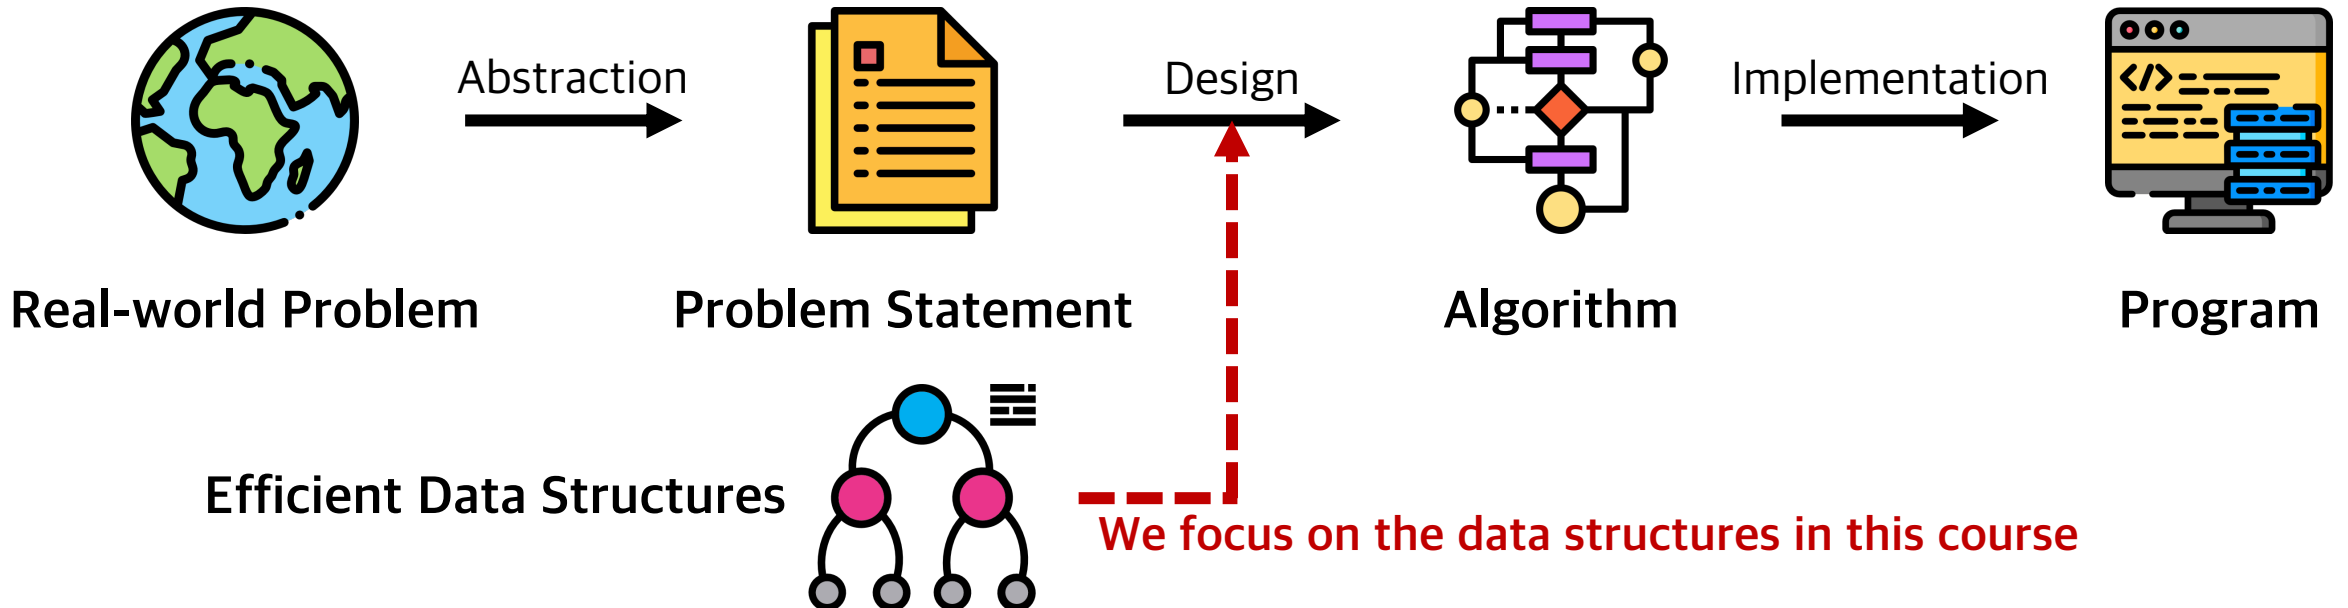 Abstraction
Design
Implementation
</>
Real-world Problem
Problem Statement
Algorithm
Program
Efficient Data Structures
We focus on the data structures in this course